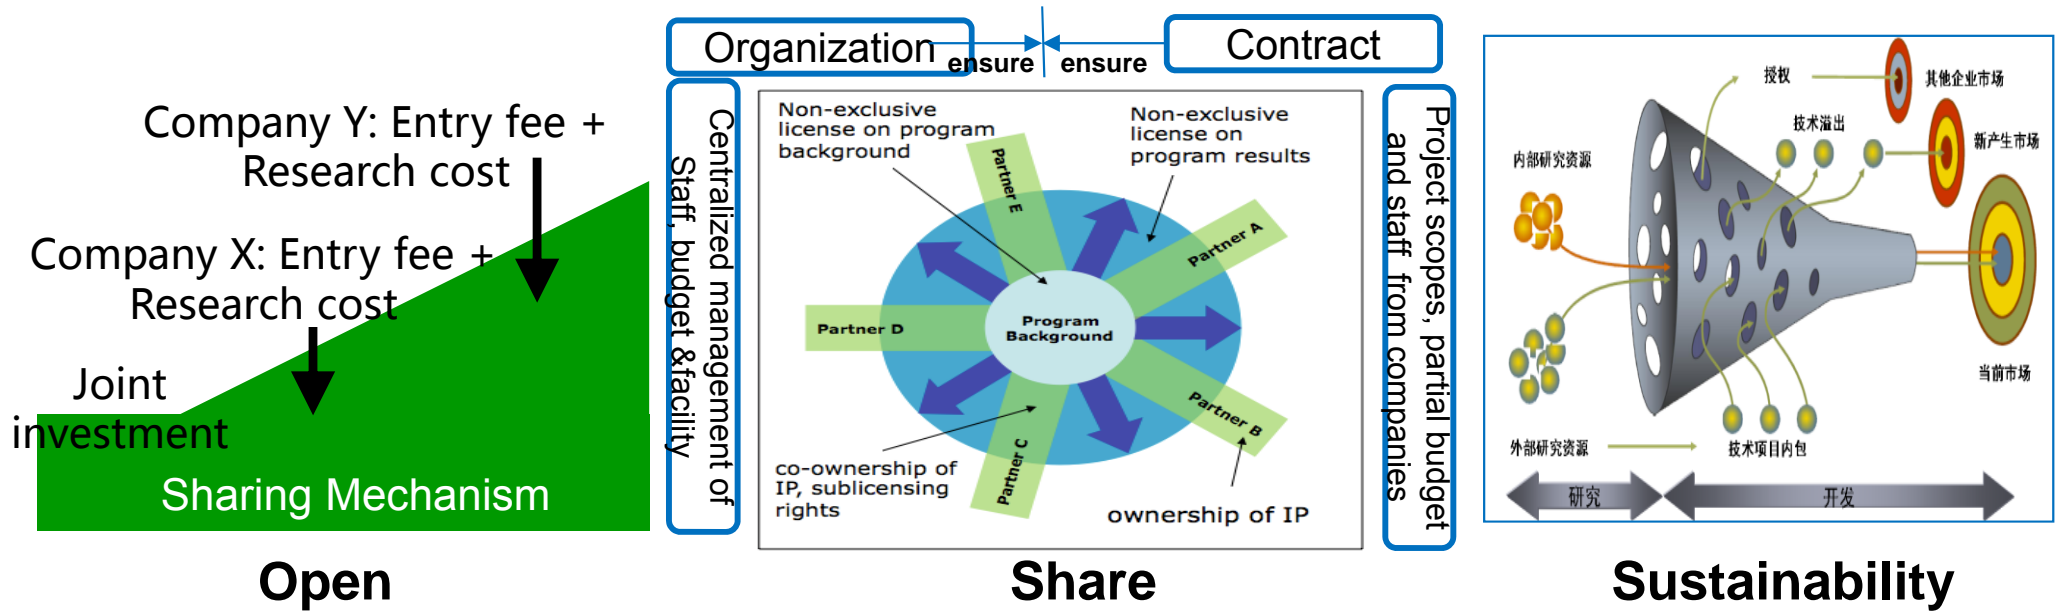 Company Y: Entry fee +
Research cost
Company X: Entry fee +
Research cost
Joint
investment
Sharing Mechanism
Open
Organization
ensure
ensure
Contract
Centralized management of
Staff, budget &facility
Non-exclusive
license on program
background
Non-exclusive
license on
program results
Partner E
Partner A
Partner D
Program
Background
Partner B
Partner C
co-ownership of
IP, sublicensing
rights
ownership of IP
Project scopes, partial budget
and staff from companies
Share
授权
其他企业市场
技术溢出
新产生市场
内部研究资源
当前市场
外部研究资源
技术项目内包
研究
开发
Sustainability